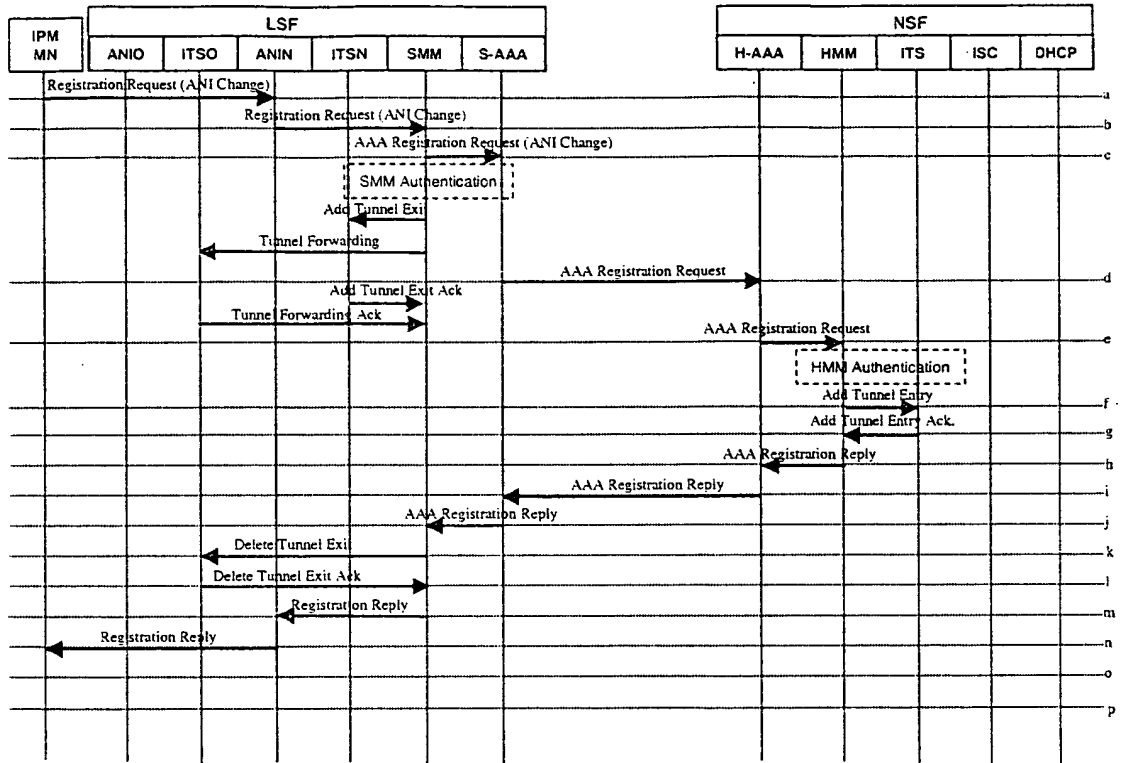 LSF
NSF
IPM
MN
ANIO
ITSO
ANIN
ITSN
SMM
S-AAA
H-AAA
HMM
ITS
ISC
DHCP
Registration Request (ANI Change)
a
Registration Request (ANI Change)
b
AAA Registration Request (ANI Change)
c
SMM Authentication
Add Tunnel Exit
Tunnel Forwarding
AAA Registration Request
d
Add Tunnel Exit Ack
Tunnel Forwarding Ack
AAA Registration Request
e
HMM Authentication
Add Tunnel Entry
f
Add Tunnel Entry Ack.
g
AAA Registration Reply
h
AAA Registration Reply
i
AAA Registration Reply
j
Delete Tunnel Exit
k
Delete Tunnel Exit Ack
l
Registration Reply
m
Registration Reply
n
o
p